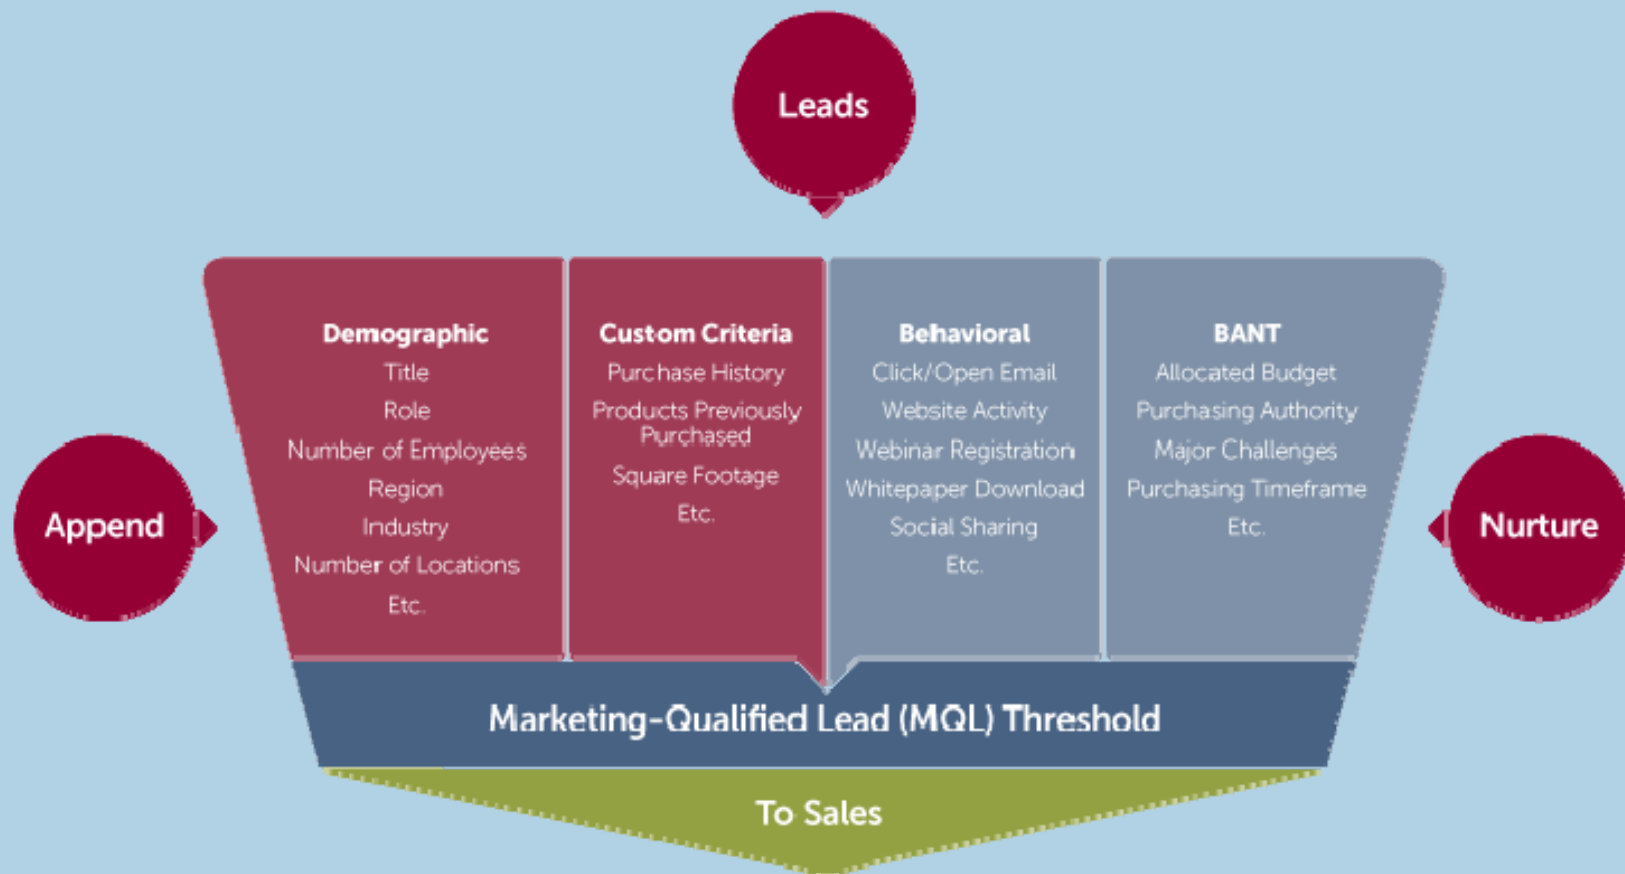 Leads
Demographic
Title
Role
Number of Employees
Region
Industry
Number of Locations
Etc.
Custom Criteria
Purchase History
Products Previously
Purchased
Square Footage
Etc.
Behavioral
Click/Open Email
Website Activity
Webinar Registration
Whitepaper Download
Social Sharing
Etc.
BANT
Allocated Budget
Purchasing Authority
Major Challenges
Purchasing Timeframe
Etc.
Append
Nurture
Marketing-Qualified Lead (MQL) Threshold
To Sales